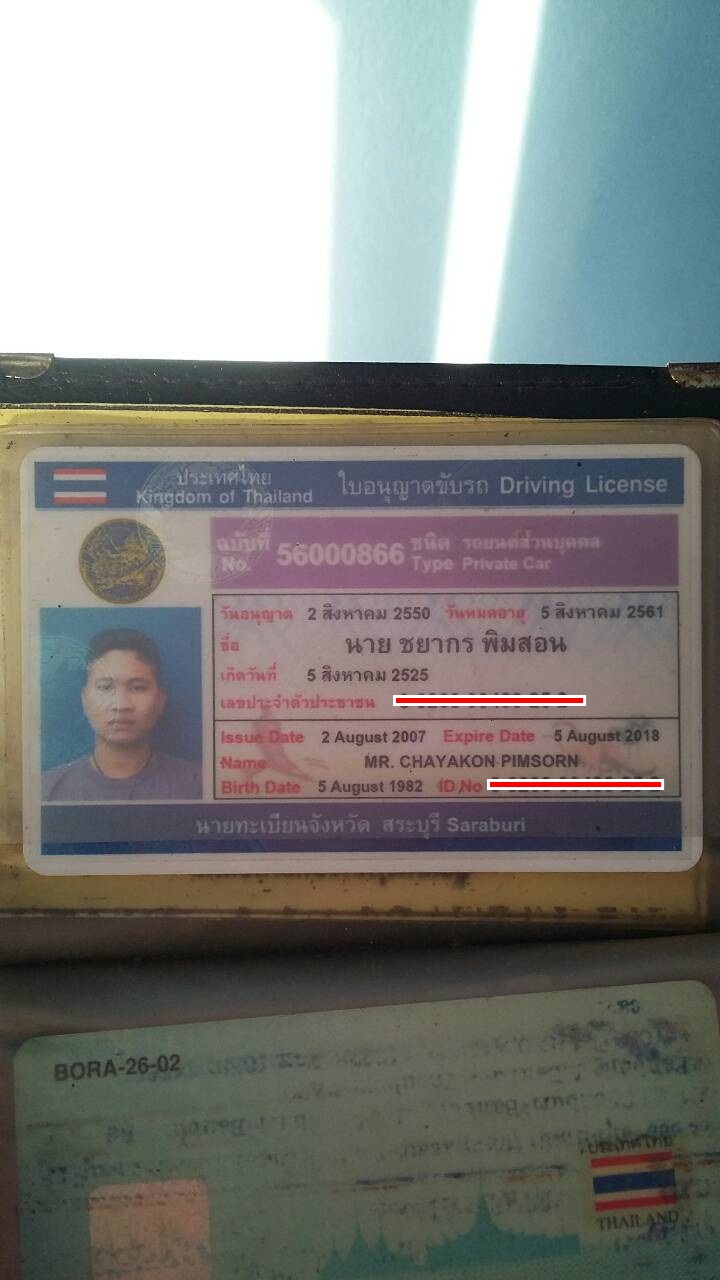 ประเทศไทย ใบอนุญาตขับรถ Driving License
Kingdom of Thailand
ฉบับที่ 56000866 ชนิด รถยนต์ส่วนบุคคล
No. Type Private Car
วันอนุญาต 2 สิงหาคม 2550 วันหมดอายุ 5 สิงหาคม 2561
ชื่อ นาย ชยากร พิมสอน
เกิดวันที่ 5 สิงหาคม 2525
เลขประจำตัวประชาชน
Issue Date 2 August 2007 Expire Date 5 August 2018
Name MR. CHAYAKON PIMSORN
Birth Date 5 August 1982 ID No
นายทะเบียนจังหวัด สระบุรี Saraburi
BORA-26-02
ประเทศไทย
THAILAND